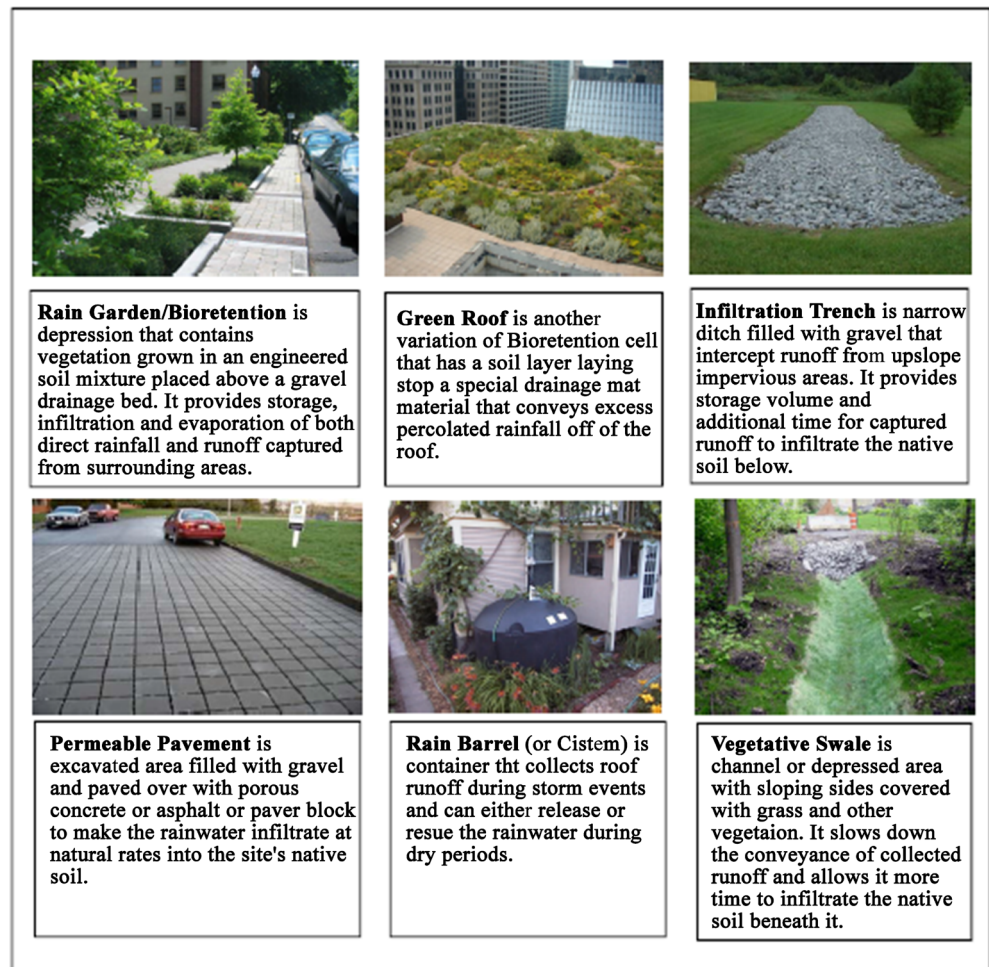 Rain Garden/Bioretention is
depression that contains
vegetation grown in an engineered
soil mixture placed above a gravel
drainage bed. It provides storage,
infiltration and evaporation of both
direct rainfall and runoff captured
from surrounding areas.
Green Roof is another
variation of Bioretention cell
that has a soil layer laying
stop a special drainage mat
material that conveys excess
percolated rainfall off of the
roof.
Infiltration Trench is narrow
ditch filled with gravel that
intercept runoff from upslope
impervious areas. It provides
storage volume and
additional time for captured
runoff to infiltrate the native
soil below.
Permeable Pavement is
excavated area filled with gravel
and paved over with porous
concrete or asphalt or paver block
to make the rainwater infiltrate at
natural rates into the site's native
soil.
Rain Barrel (or Cistem) is
container tht collects roof
runoff during storm events
and can either release or
resue the rainwater during
dry periods.
Vegetative Swale is
channel or depressed area
with sloping sides covered
with grass and other
vegetaion. It slows down
the conveyance of collected
runoff and allows it more
time to infiltrate the native
soil beneath it.